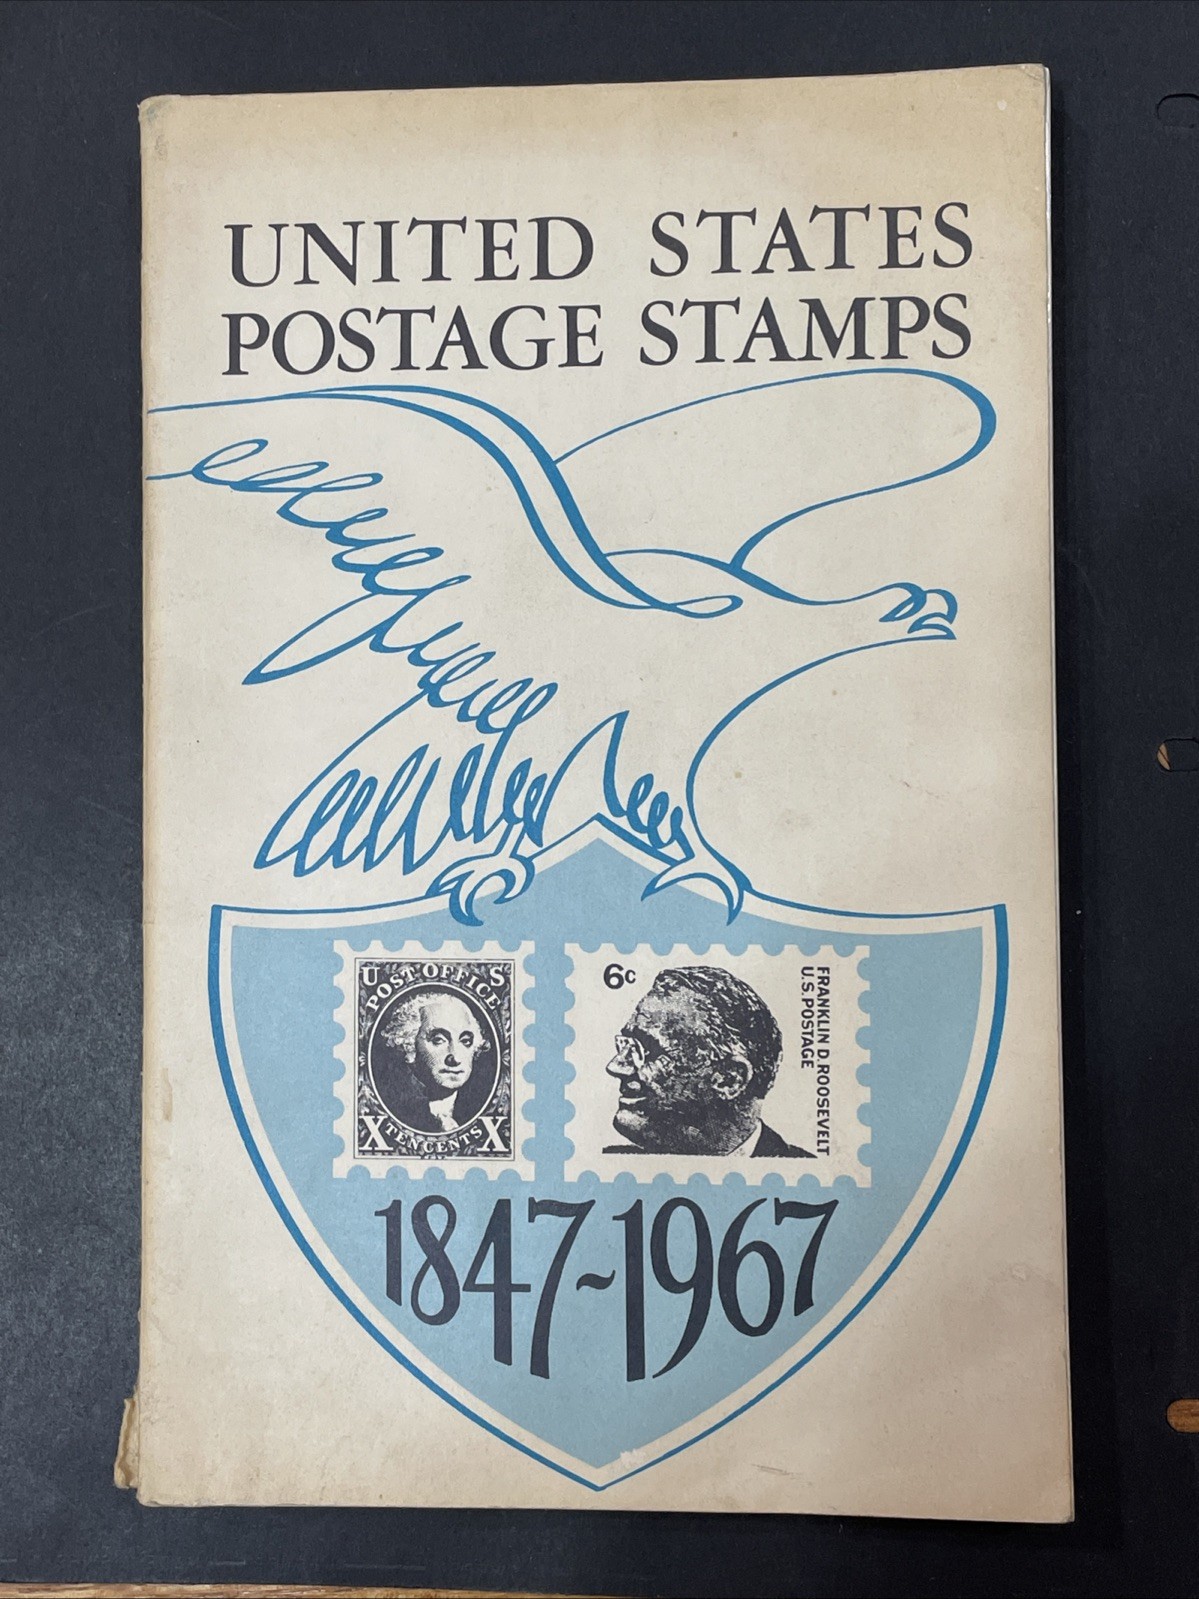 UNITED STATES
POSTAGE STAMPS
U S
POST OFFICE
X TEN CENTS X
6c
FRANKLIN D. ROOSEVELT
U.S. POSTAGE
1847-1967